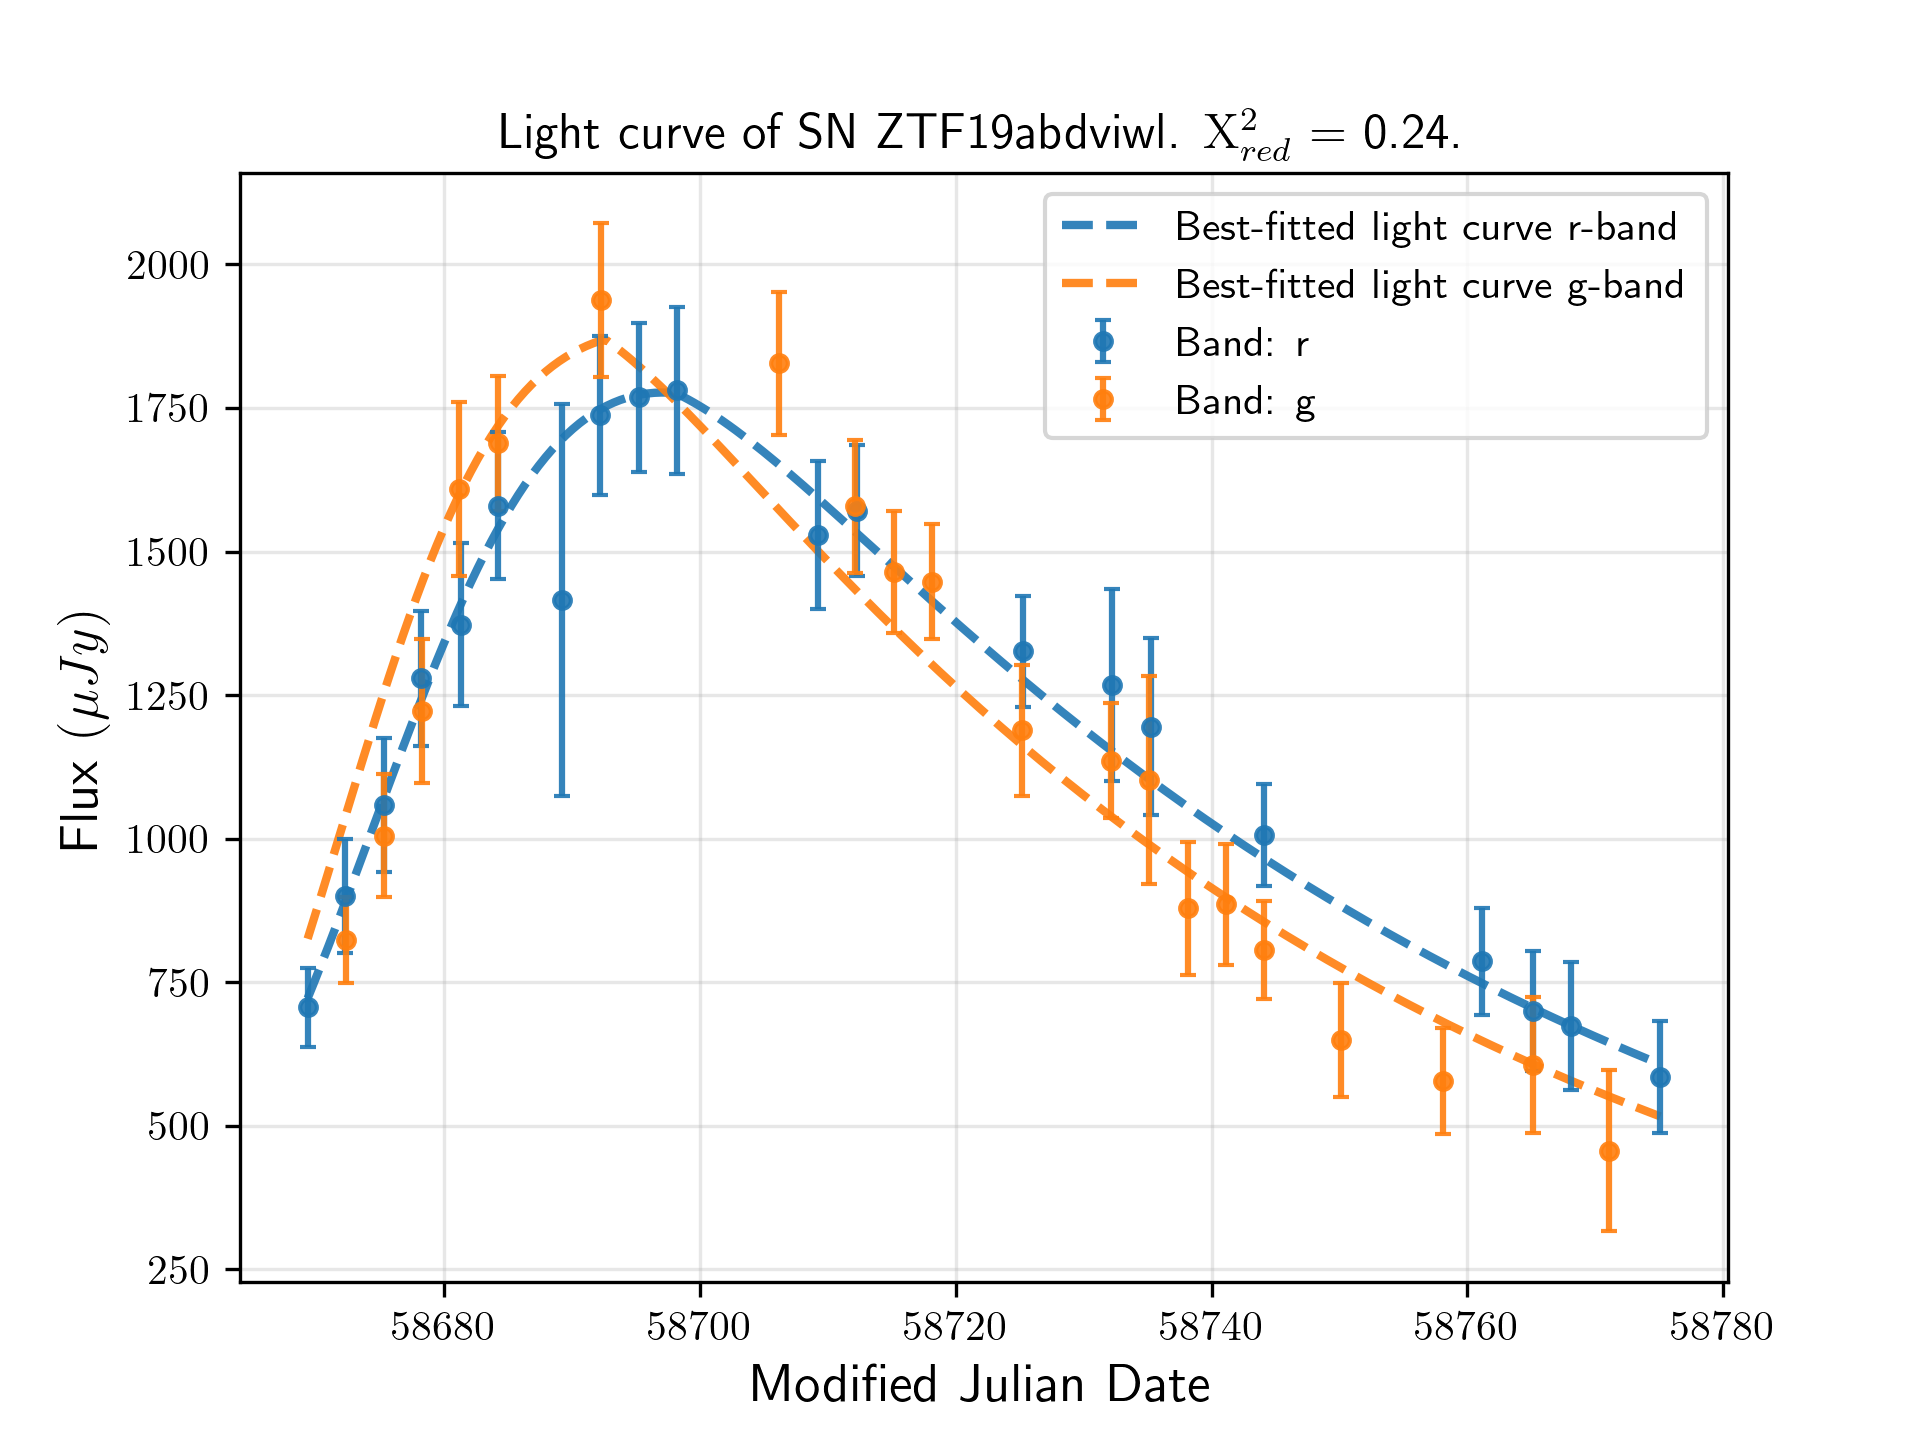 Light curve of SN ZTF19abdviwl. X²_red = 0.24.
Best-fitted light curve r-band
Best-fitted light curve g-band
Band: r
Band: g
Flux (μJy)
2000
1750
1500
1250
1000
750
500
250
58680 58700 58720 58740 58760 58780
Modified Julian Date